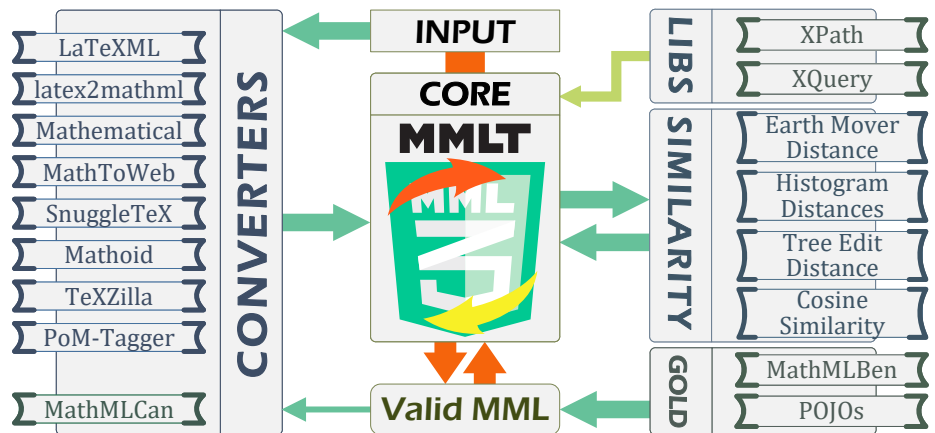 LaTeXML
latex2mathml
Mathematical
MathToWeb
SnuggleTeX
Mathoid
TeXZilla
PoM-Tagger
MathMLCan
CONVERTERS
INPUT
CORE
MMLT
MML
Valid MML
LIBS
XPath
XQuery
SIMILARITY
Earth Mover
Distance
Histogram
Distances
Tree Edit
Distance
Cosine
Similarity
GOLD
MathMLBen
POJOs